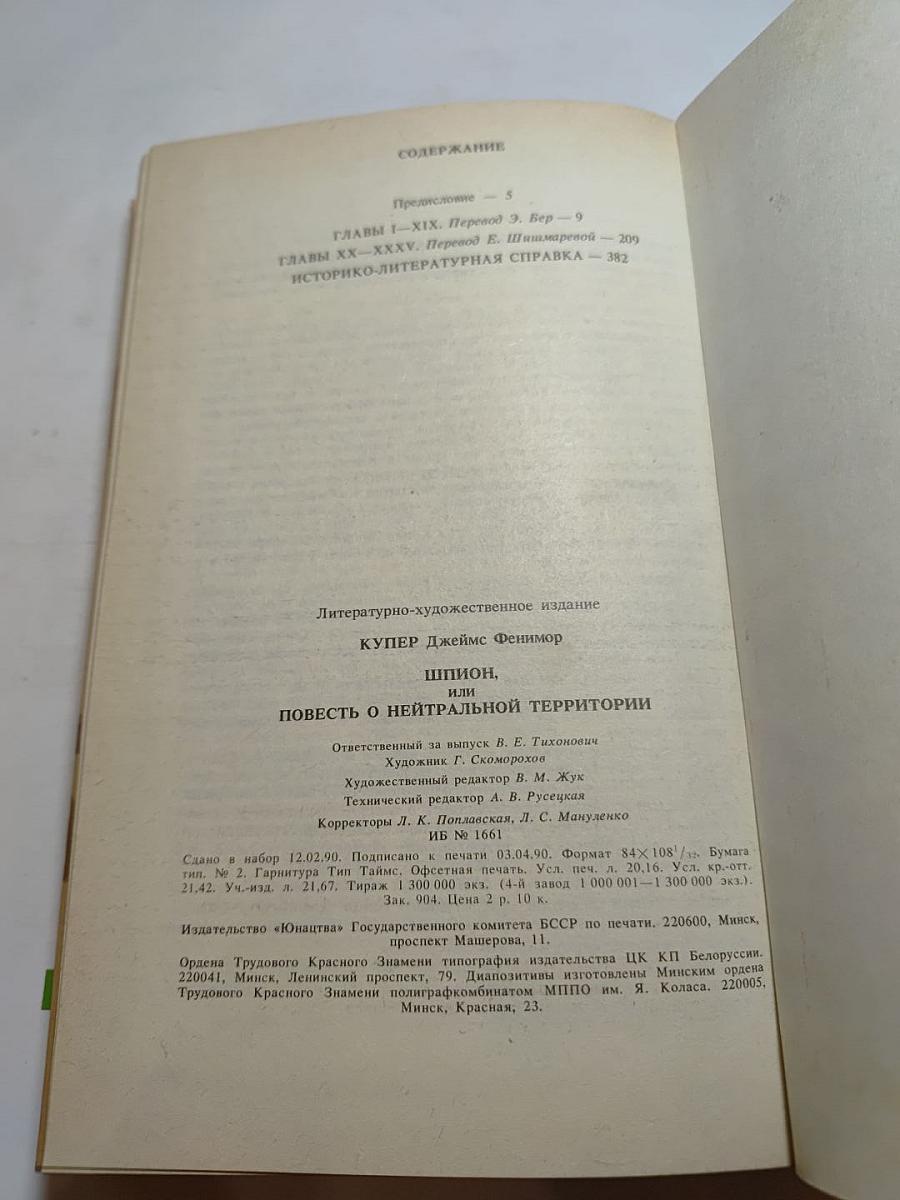 СОДЕРЖАНИЕ
Предисловие — 5
ГЛАВЫ I—XIX. Перевод Э. Бер — 9
ГЛАВЫ XX—XXXV. Перевод Е. Шишмаревой — 209
ИСТОРИКО-ЛИТЕРАТУРНАЯ СПРАВКА — 382
Литературно-художественное издание
КУПЕР Джеймс Фенимор
ШПИОН,
или
ПОВЕСТЬ О НЕЙТРАЛЬНОЙ ТЕРРИТОРИИ
Ответственный за выпуск В. Е. Тихонович
Художник Г. Скоморохов
Художественный редактор В. М. Жук
Технический редактор А. В. Русецкая
Корректоры Л. К. Поплавская, Л. С. Мануленко
ИБ № 1661
Сдано в набор 12.02.90. Подписано к печати 03.04.90. Формат 84×108¹/₃₂. Бумага
тип. № 2. Гарнитура Тип Таймс. Офсетная печать. Усл. печ. л. 20,16. Усл. кр.-отт.
21,42. Уч.-изд. л. 21,67. Тираж 1 300 000 экз. (4-й завод 1 000 001—1 300 000 экз.).
Зак. 904. Цена 2 р. 10 к.
Издательство «Юнацтва» Государственного комитета БССР по печати. 220600, Минск,
проспект Машерова, 11.
Ордена Трудового Красного Знамени типография издательства ЦК КП Белоруссии.
220041, Минск, Ленинский проспект, 79. Диапозитивы изготовлены Минским ордена
Трудового Красного Знамени полиграфкомбинатом МППО им. Я. Коласа. 220005,
Минск, Красная, 23.